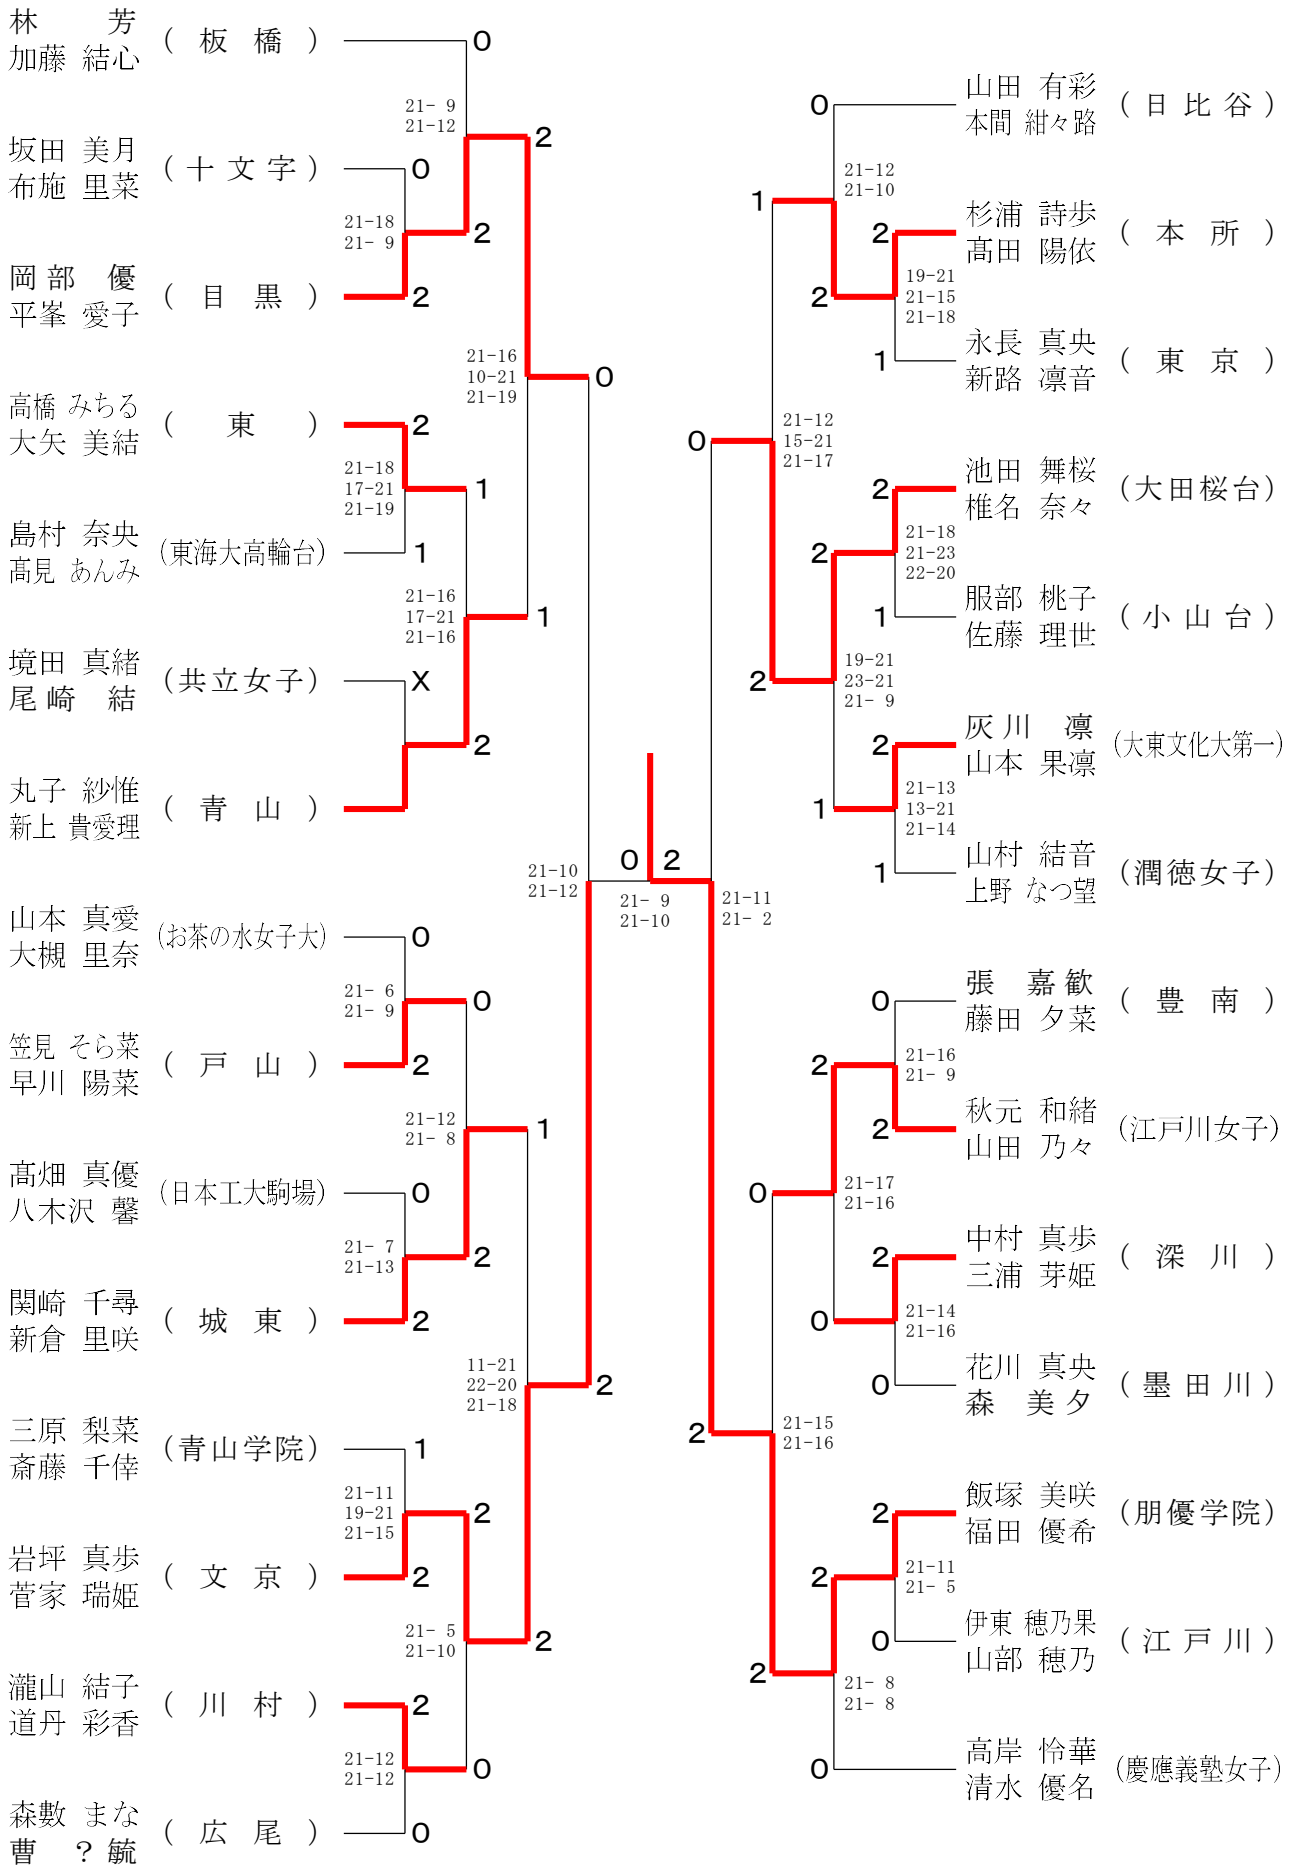 林 芳
加藤 結心
( 板 橋 )
0
21- 9
21-12
2
坂田 美月
布施 里菜
( 十 文 字 )
0
21-18
21- 9
2
岡部 優
平峯 愛子
( 目 黒 )
2
21-16
10-21
21-19
0
高橋 みちる
大矢 美結
( 東 )
2
21-18
17-21
21-19
1
島村 奈央
髙見 あんみ
(東海大高輪台)
1
21-16
17-21
21-16
1
境田 真緒
尾崎 結
(共立女子)
X
2
丸子 紗惟
新上 貴愛理
( 青 山 )
21-10
21-12
0 2
21- 9
21-10
山本 真愛
大槻 里奈
(お茶の水女子大)
0
21- 6
21- 9
0
笠見 そら菜
早川 陽菜
( 戸 山 )
2
21-12
21- 8
1
髙畑 真優
八木沢 馨
(日本工大駒場)
0
21- 7
21-13
2
関崎 千尋
新倉 里咲
( 城 東 )
2
11-21
22-20
21-18
2
三原 梨菜
斎藤 千倖
(青山学院)
1
21-11
19-21
21-15
2
岩坪 真歩
菅家 瑞姫
( 文 京 )
2
21- 5
21-10
2
瀧山 結子
道丹 彩香
( 川 村 )
2
21-12
21-12
0
森數 まな
曹 ？毓
( 広 尾 )
0
0
山田 有彩
本間 紺々路
( 日 比 谷 )
21-12
21-10
1
2
杉浦 詩歩
髙田 陽依
( 本 所 )
2
19-21
21-15
21-18
1
永長 真央
新路 凛音
( 東 京 )
0
21-12
15-21
21-17
2
池田 舞桜
椎名 奈々
(大田桜台)
2
21-18
21-23
22-20
1
服部 桃子
佐藤 理世
( 小 山 台 )
2
19-21
23-21
21- 9
2
灰川 凛
山本 果凛
(大東文化大第一)
1
21-13
13-21
21-14
1
山村 結音
上野 なつ望
(潤徳女子)
21-11
21- 2
0
張 嘉歓
藤田 夕菜
( 豊 南 )
2
21-16
21- 9
2
秋元 和緒
山田 乃々
(江戸川女子)
0
21-17
21-16
2
中村 真歩
三浦 芽姫
( 深 川 )
0
21-14
21-16
0
花川 真央
森 美夕
( 墨 田 川 )
2
21-15
21-16
2
飯塚 美咲
福田 優希
(朋優学院)
2
21-11
21- 5
0
伊東 穂乃果
山部 穂乃
( 江 戸 川 )
2
21- 8
21- 8
0
高岸 怜華
清水 優名
(慶應義塾女子)